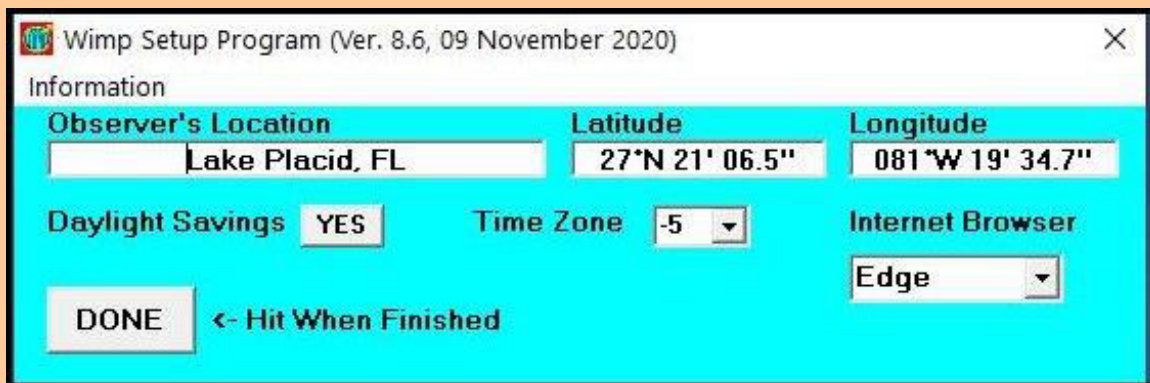 Wimp Setup Program (Ver. 8.6, 09 November 2020)
Information
Observer's Location Latitude Longitude
Lake Placid, FL 27°N 21' 06.5" 081°W 19' 34.7"
Daylight Savings YES Time Zone -5 Internet Browser
Edge
DONE <- Hit When Finished